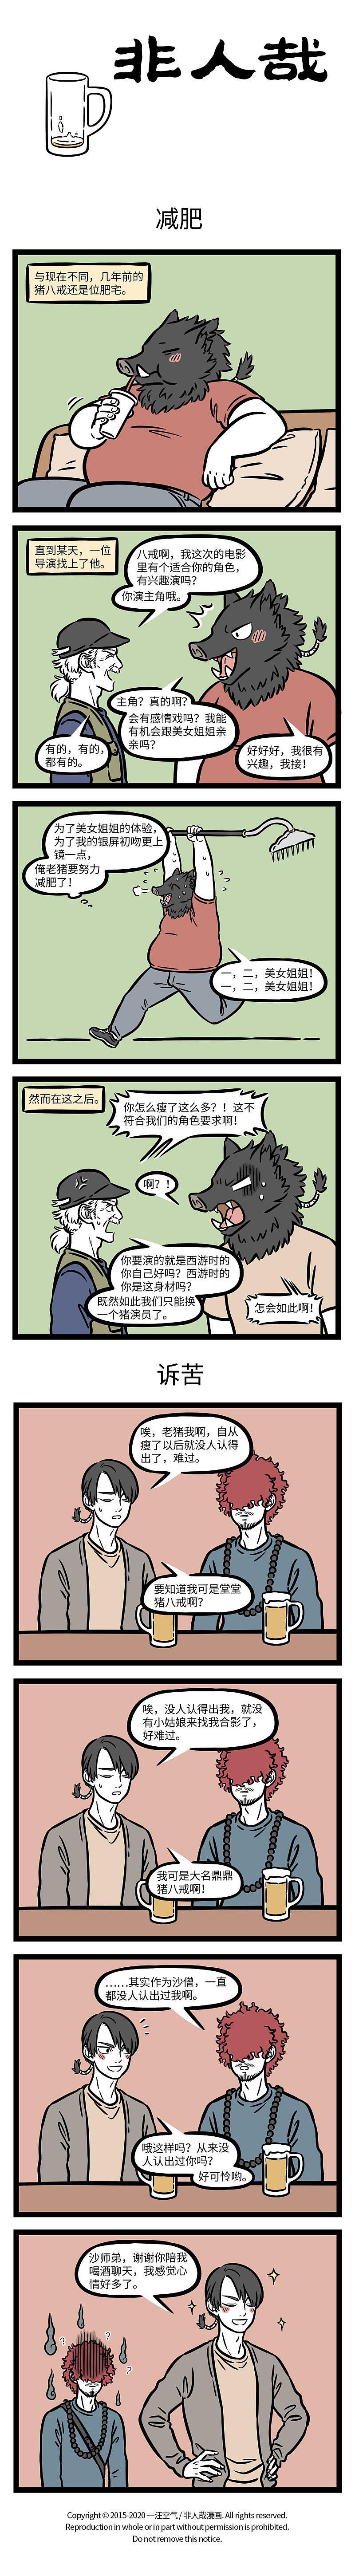 非人哉
减肥
与现在不同，几年前的
猪八戒还是位肥宅。
直到某天，一位
导演找上了他。
八戒啊，我这次的电影
里有个适合你的角色，
有兴趣演吗？
你演主角哦。
主角？真的啊？
会有感情戏吗？我能
有机会跟美女姐姐亲
亲吗？
有的，有的，
都有的。
好好好，我很有
兴趣，我接！
为了美女姐姐的体验，
为了我的银屏初吻更上
镜一点，
俺老猪要努力
减肥了！
一，二，美女姐姐！
一，二，美女姐姐！
然而在这之后。
你怎么瘦了这么多？！这不
符合我们的角色要求啊！
啊？！
你要演的就是西游时的
你自己好吗？西游时的
你是这身材吗？
既然如此我们只能换
一个猪演员了。
怎会如此啊！
诉苦
唉，老猪我啊，自从
瘦了以后就没人认得
出了，难过。
要知道我可是堂堂
猪八戒啊？
唉，没人认得出我，就没
有小姑娘来找我合影了，
好难过。
我可是大名鼎鼎
猪八戒啊！
……其实作为沙僧，一直
都没人认出过我啊。
哦这样吗？从来没
人认出过你吗？
好可怜哟。
沙师弟，谢谢你陪我
喝酒聊天，我感觉心
情好多了。
?
?
?
Copyright © 2015-2020 一汪空气 / 非人哉漫画. All rights reserved.
Reproduction in whole or in part without permission is prohibited.
Do not remove this notice.